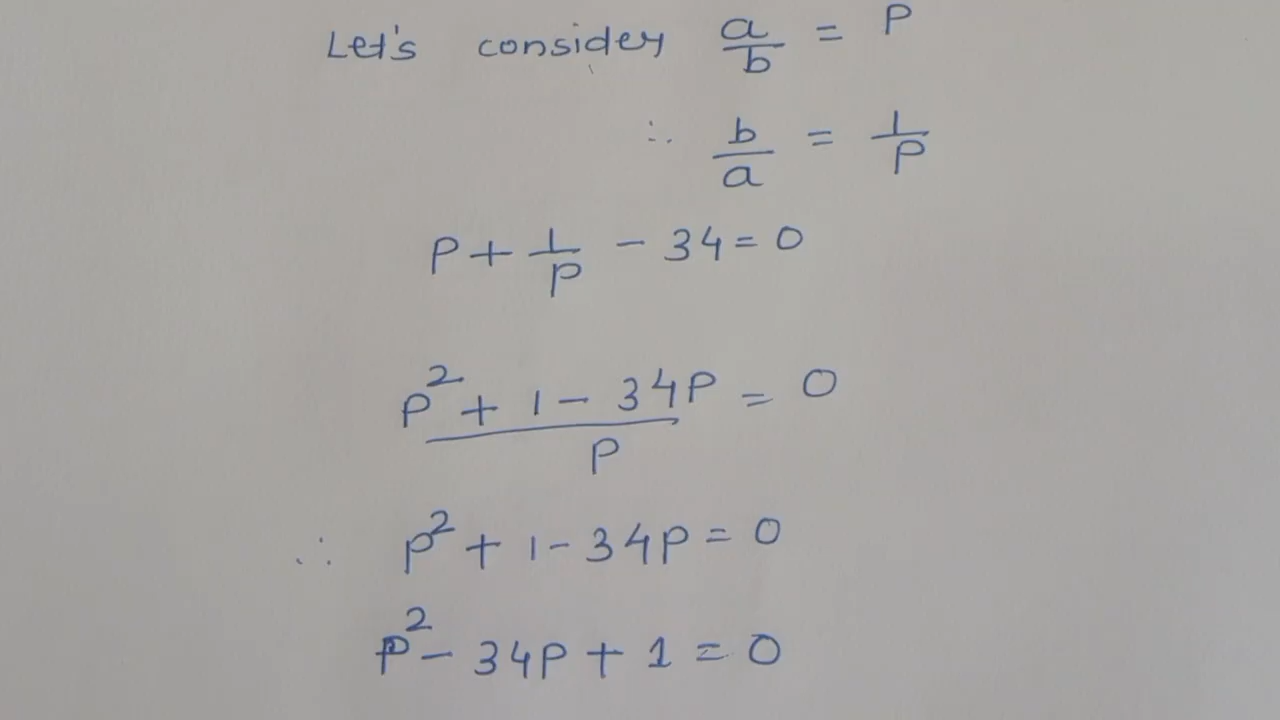 Let's consider a/b = P
∴ b/a = 1/P
P + 1/P - 34 = 0
(P² + 1 - 34P)/P = 0
∴ P² + 1 - 34P = 0
P² - 34P + 1 = 0